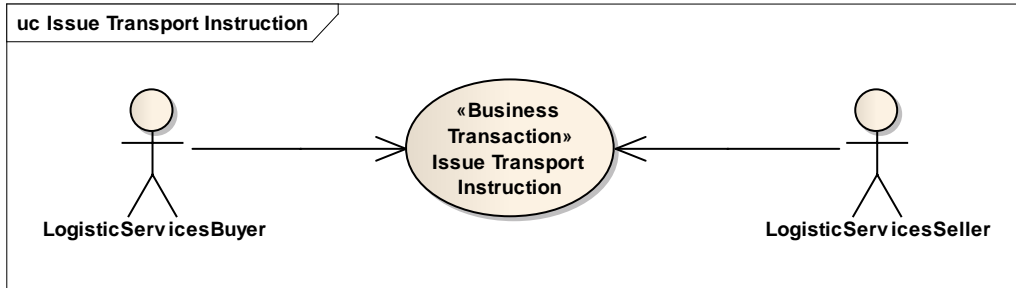 uc Issue Transport Instruction
«Business
Transaction»
Issue Transport
Instruction
LogisticServicesBuyer
LogisticServicesSeller